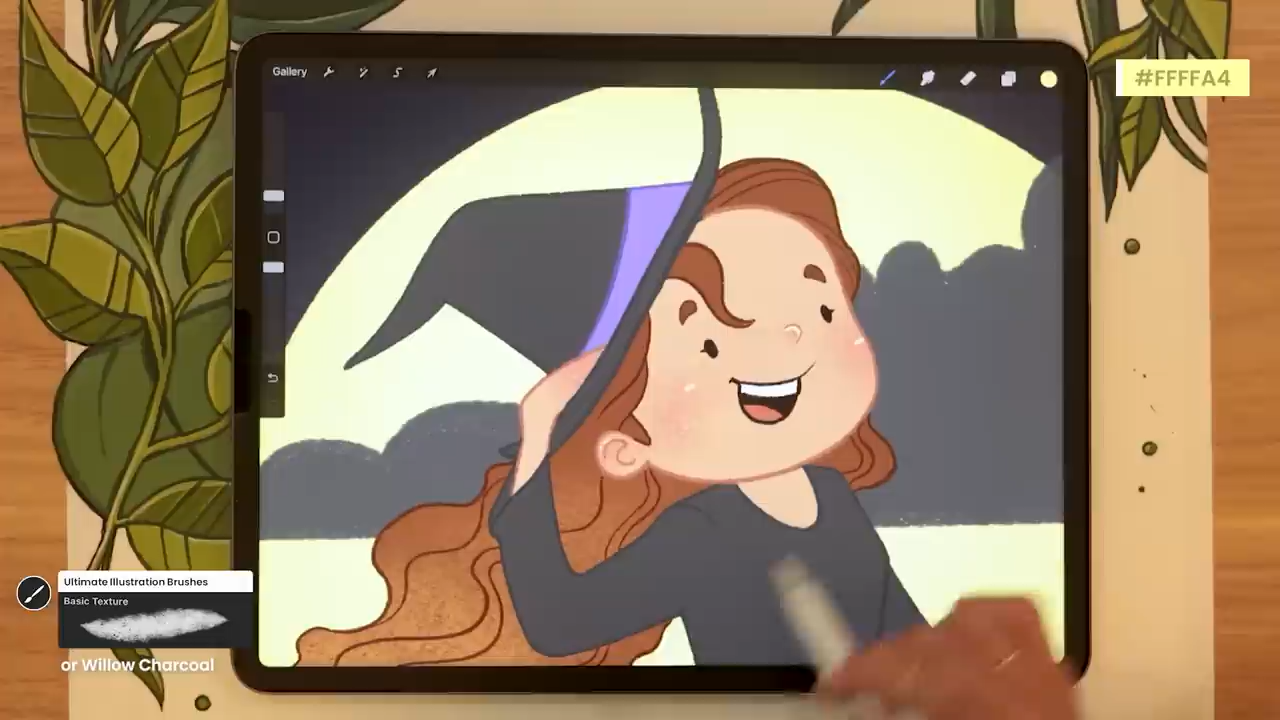 Gallery
#FFFFA4
Ultimate Illustration Brushes
Basic Texture
or Willow Charcoal